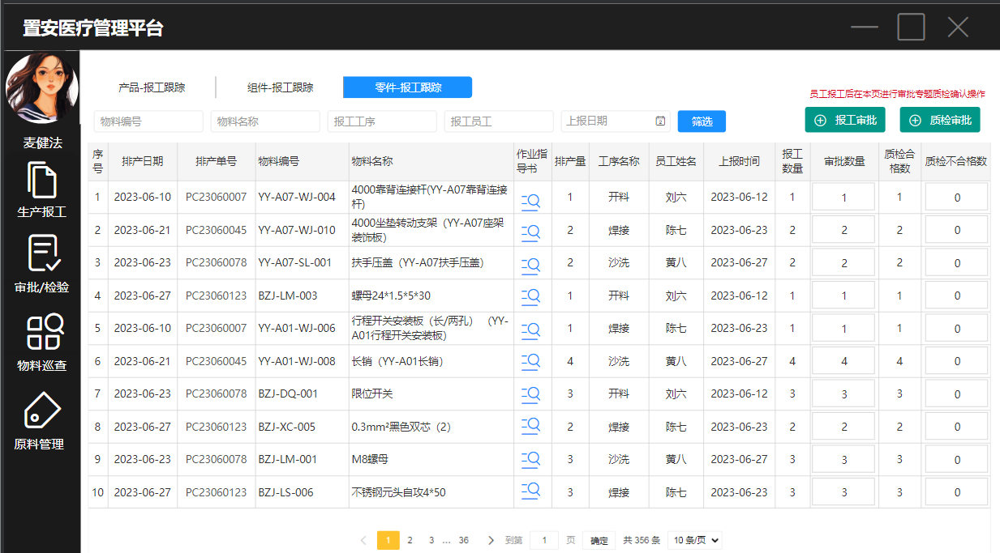 置安医疗管理平台
麦健法
生产报工
审批/检验
物料巡查
原料管理
产品-报工跟踪 组件-报工跟踪 零件-报工跟踪
员工报工后在本页进行审批专题质检确认操作
物料编号 物料名称 报工工序 报工员工 上报日期 筛选 报工审批 质检审批
序号 排产日期 排产单号 物料编号 物料名称 作业指导书 排产量 工序名称 员工姓名 上报时间 报工数量 审批数量 质检合格数 质检不合格数
1 2023-06-10 PC23060007 YY-A07-WJ-004 4000靠背连接杆(YY-A07靠背连接杆) 1 开料 刘六 2023-06-12 1 1 1 0
2 2023-06-21 PC23060045 YY-A07-WJ-010 4000坐垫转动支架（YY-A07座架装饰板） 2 焊接 陈七 2023-06-23 2 2 2 0
3 2023-06-23 PC23060078 YY-A07-SL-001 扶手压盖（YY-A07扶手压盖） 2 沙洗 黄八 2023-06-27 2 2 2 0
4 2023-06-27 PC23060123 BZJ-LM-003 螺母24*1.5*5*30 1 开料 刘六 2023-06-12 1 1 1 0
5 2023-06-10 PC23060007 YY-A01-WJ-006 行程开关安装板（长/两孔）（YY-A01行程开关安装板) 1 焊接 陈七 2023-06-23 1 1 1 0
6 2023-06-21 PC23060045 YY-A01-WJ-008 长销（YY-A01长销） 4 沙洗 黄八 2023-06-27 4 4 4 0
7 2023-06-23 PC23060078 BZJ-DQ-001 限位开关 3 开料 刘六 2023-06-12 3 3 3 0
8 2023-06-27 PC23060123 BZJ-XC-005 0.3mm²黑色双芯（2） 2 焊接 陈七 2023-06-23 2 2 2 0
9 2023-06-23 PC23060078 BZJ-LM-001 M8螺母 3 沙洗 黄八 2023-06-27 3 3 3 0
10 2023-06-27 PC23060123 BZJ-LS-006 不锈钢元头自攻4*50 3 焊接 陈七 2023-06-23 3 3 3 0
1 2 3 ... 36 到第 1 页 确定 共 356 条 10 条/页